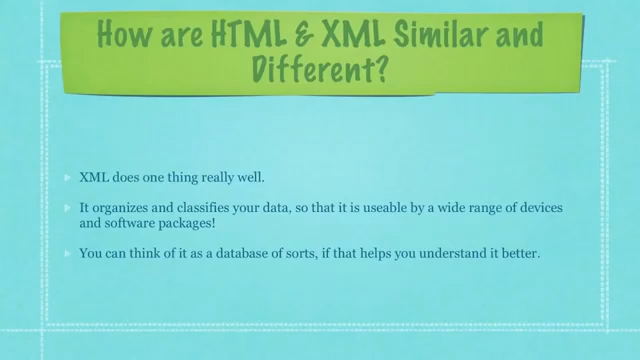 How are HTML & XML Similar and
Different?
XML does one thing really well.
It organizes and classifies your data, so that it is useable by a wide range of devices
and software packages!
You can think of it as a database of sorts, if that helps you understand it better.